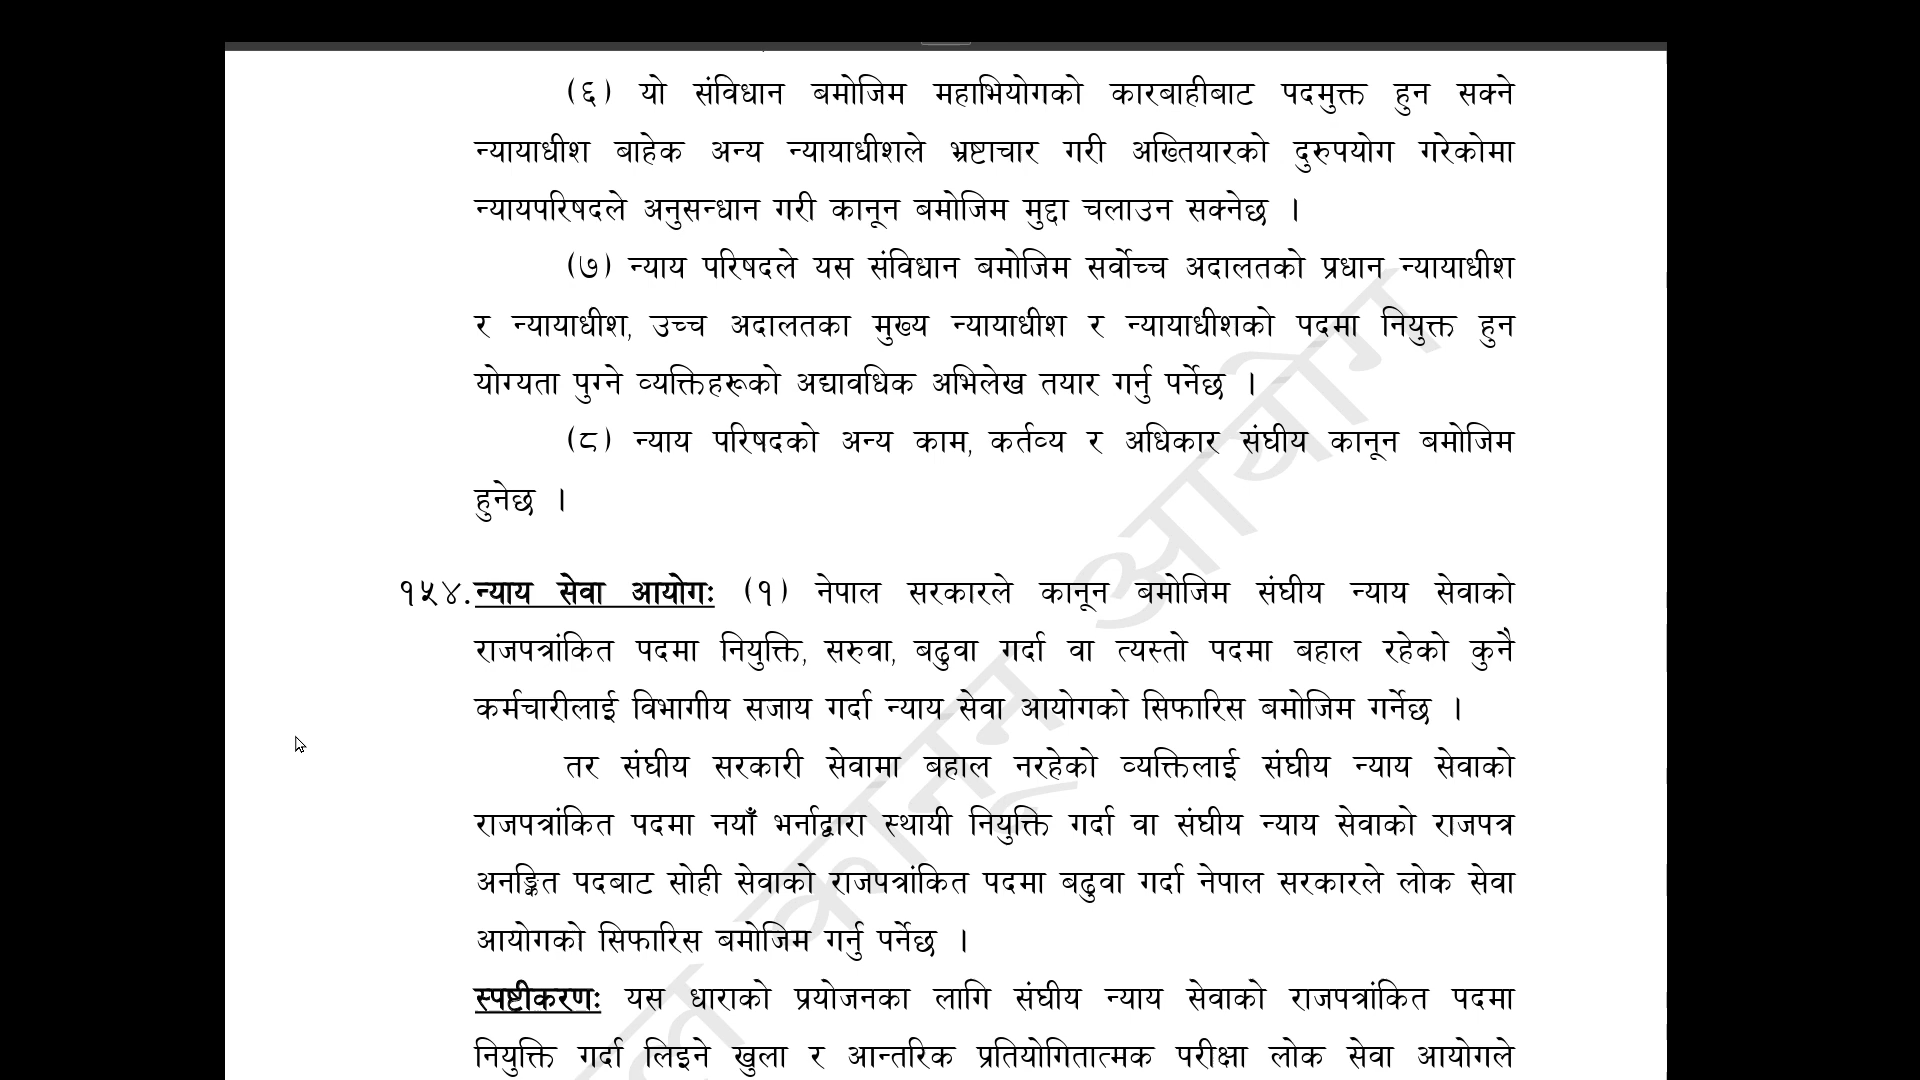 (६) यो संविधान बमोजिम महाभियोगको कारबाहीबाट पदमुक्त हुन सक्ने
न्यायाधीश बाहेक अन्य न्यायाधीशले भ्रष्टाचार गरी अख्तियारको दुरुपयोग गरेकोमा
न्यायपरिषदले अनुसन्धान गरी कानून बमोजिम मुद्दा चलाउन सक्नेछ ।
(७) न्याय परिषदले यस संविधान बमोजिम सर्वोच्च अदालतको प्रधान न्यायाधीश
र न्यायाधीश, उच्च अदालतका मुख्य न्यायाधीश र न्यायाधीशको पदमा नियुक्त हुन
योग्यता पुग्ने व्यक्तिहरूको अद्यावधिक अभिलेख तयार गर्नु पर्नेछ ।
(८) न्याय परिषदको अन्य काम, कर्तव्य र अधिकार संघीय कानून बमोजिम
हुनेछ ।
१५४. न्याय सेवा आयोगः (१) नेपाल सरकारले कानून बमोजिम संघीय न्याय सेवाको
राजपत्रांकित पदमा नियुक्ति, सरुवा, बढुवा गर्दा वा त्यस्तो पदमा बहाल रहेको कुनै
कर्मचारीलाई विभागीय सजाय गर्दा न्याय सेवा आयोगको सिफारिस बमोजिम गर्नेछ ।
तर संघीय सरकारी सेवामा बहाल नरहेको व्यक्तिलाई संघीय न्याय सेवाको
राजपत्रांकित पदमा नयाँ भर्नाद्वारा स्थायी नियुक्ति गर्दा वा संघीय न्याय सेवाको राजपत्र
अनङ्कित पदबाट सोही सेवाको राजपत्रांकित पदमा बढुवा गर्दा नेपाल सरकारले लोक सेवा
आयोगको सिफारिस बमोजिम गर्नु पर्नेछ ।
स्पष्टीकरणः यस धाराको प्रयोजनका लागि संघीय न्याय सेवाको राजपत्रांकित पदमा
नियुक्ति गर्दा लिइने खुला र आन्तरिक प्रतियोगितात्मक परीक्षा लोक सेवा आयोगले
कानून आयोग